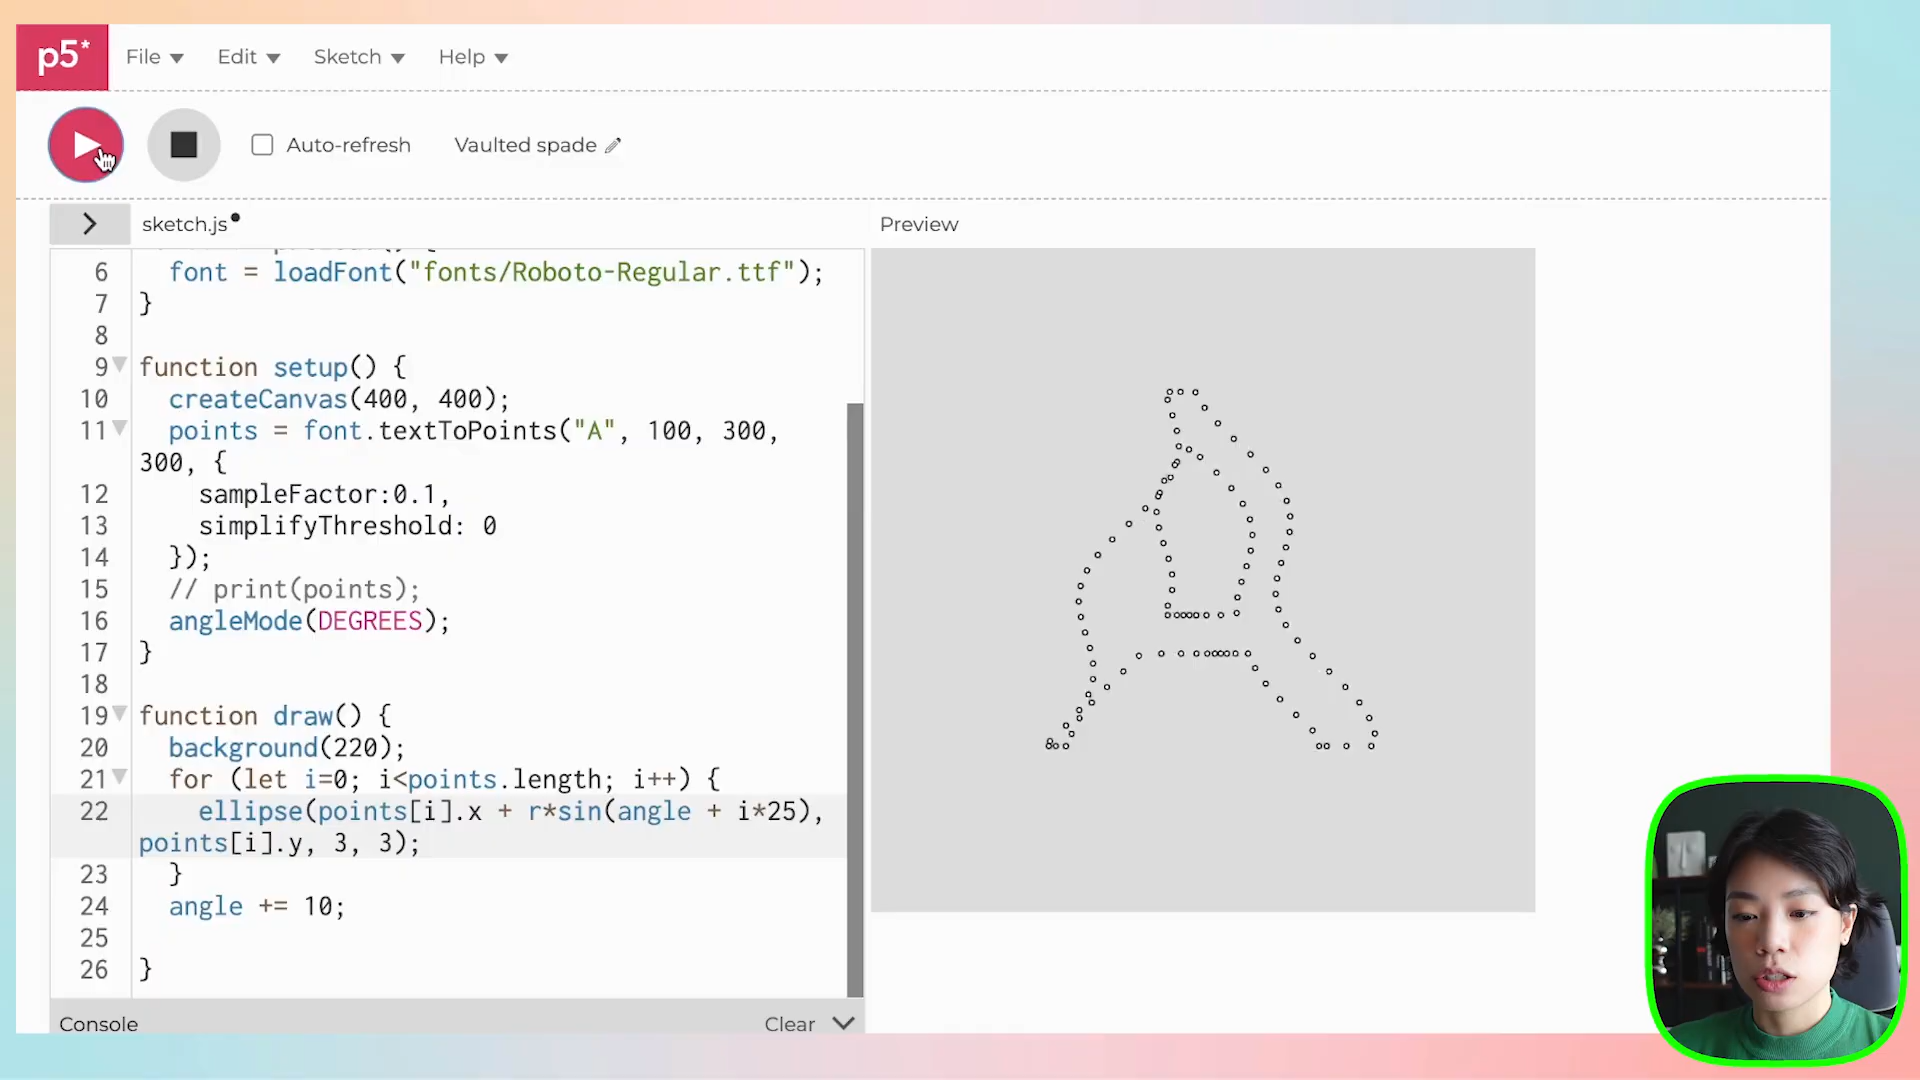 p5*
File
Edit
Sketch
Help
Auto-refresh
Vaulted spade
sketch.js
Preview
6   font = loadFont("fonts/Roboto-Regular.ttf");
7 }
8
9 function setup() {
10   createCanvas(400, 400);
11   points = font.textToPoints("A", 100, 300,
300, {
12     sampleFactor:0.1,
13     simplifyThreshold: 0
14   });
15   // print(points);
16   angleMode(DEGREES);
17 }
18
19 function draw() {
20   background(220);
21   for (let i=0; i<points.length; i++) {
22     ellipse(points[i].x + r*sin(angle + i*25),
points[i].y, 3, 3);
23   }
24   angle += 10;
25
26 }
Console
Clear